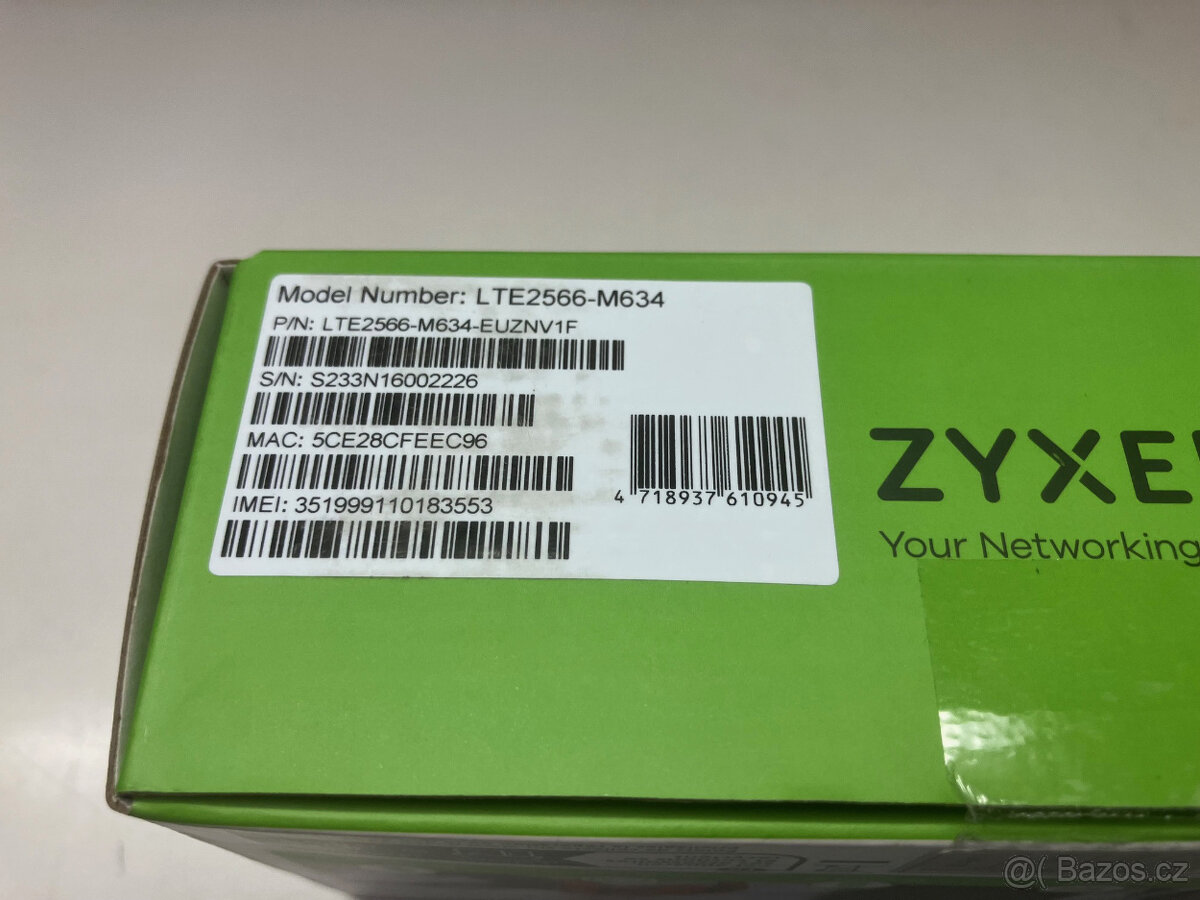 Model Number: LTE2566-M634
P/N: LTE2566-M634-EUZNV1F
S/N: S233N16002226
MAC: 5CE28CFEEC96
IMEI: 351999110183553
4 718937 610945
ZYXE
Your Networking
@( Bazos.cz